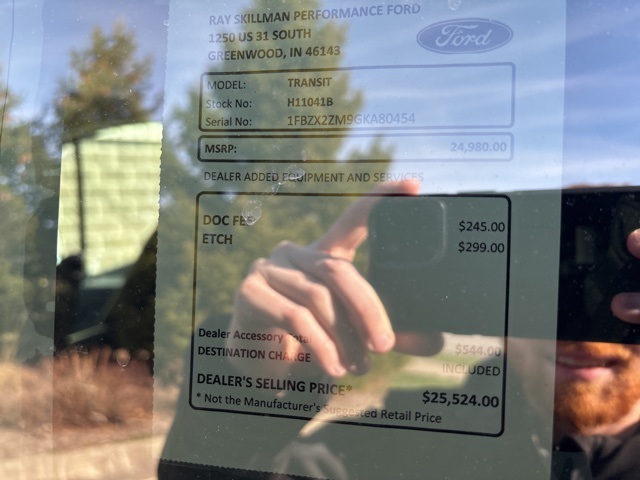 RAY SKILLMAN PERFORMANCE FORD
1250 US 31 SOUTH
GREENWOOD, IN 46143
Ford
MODEL: TRANSIT
Stock No: H11041B
Serial No: 1FBZX2ZM9GKA80454
MSRP: 24,980.00
DEALER ADDED EQUIPMENT AND SERVICES
DOC FEE $245.00
ETCH $299.00
Dealer Accessory Total $544.00
DESTINATION CHARGE INCLUDED
DEALER'S SELLING PRICE* $25,524.00
* Not the Manufacturer's Suggested Retail Price